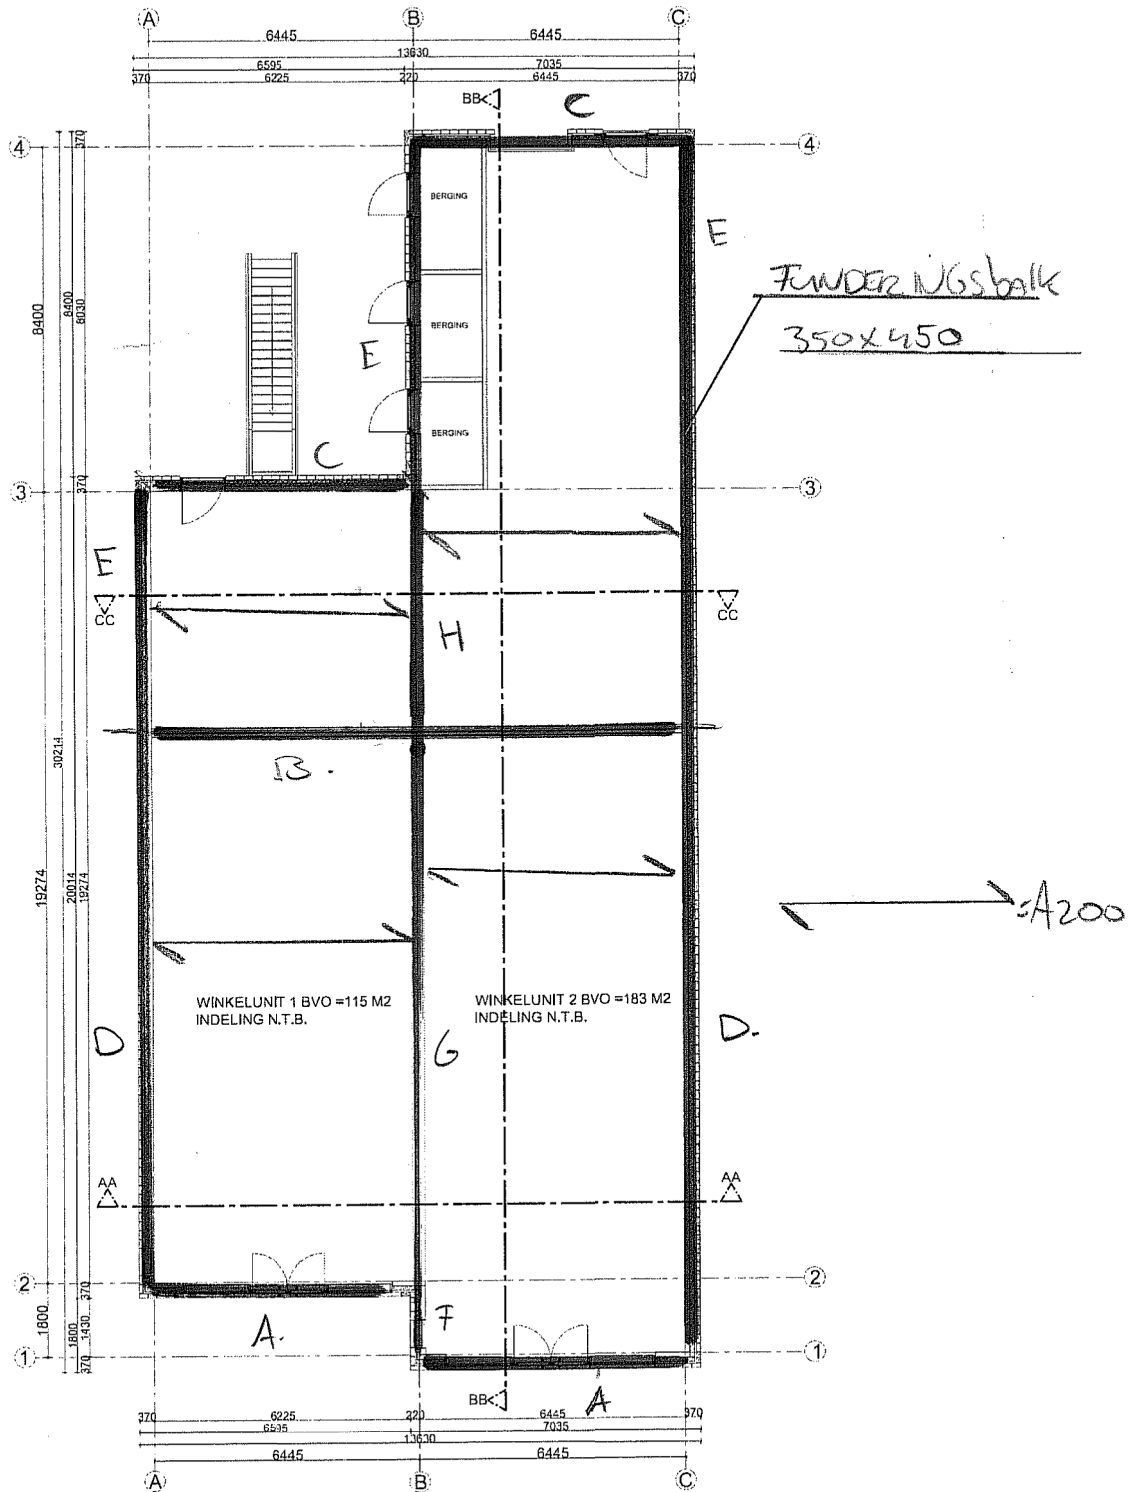 A
B
C
6445
6445
13630
6595
7035
370
6225
220
6445
370
BB
C
4
4
370
BERGING
E
FUNDERINGSbalk
350x450
8400
8400
8030
BERGING
E
BERGING
C
3
3
370
E
CC
CC
H
30214
B.
19274
20014
19274
=A200
WINKELUNIT 1 BVO =115 M2
INDELING N.T.B.
WINKELUNIT 2 BVO =183 M2
INDELING N.T.B.
D
G
D.
AA
AA
2
2
370
1800
1800
1430
F
A.
1
1
370
BB
A
370
6225
220
6445
370
6595
7035
13630
6445
6445
A
B
C